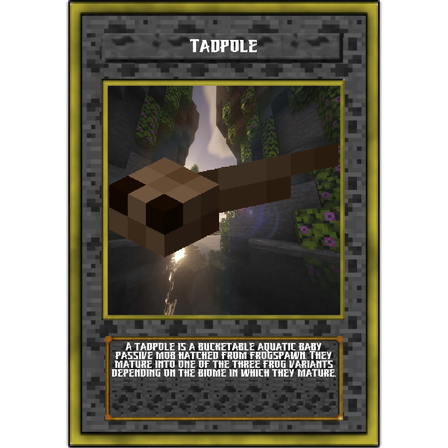 TADPOLE
A TADPOLE IS A BUCKETABLE AQUATIC BABY
PASSIVE MOB HATCHED FROM FROGSPAWN. THEY
MATURE INTO ONE OF THE THREE FROG VARIANTS
DEPENDING ON THE BIOME IN WHICH THEY MATURE.